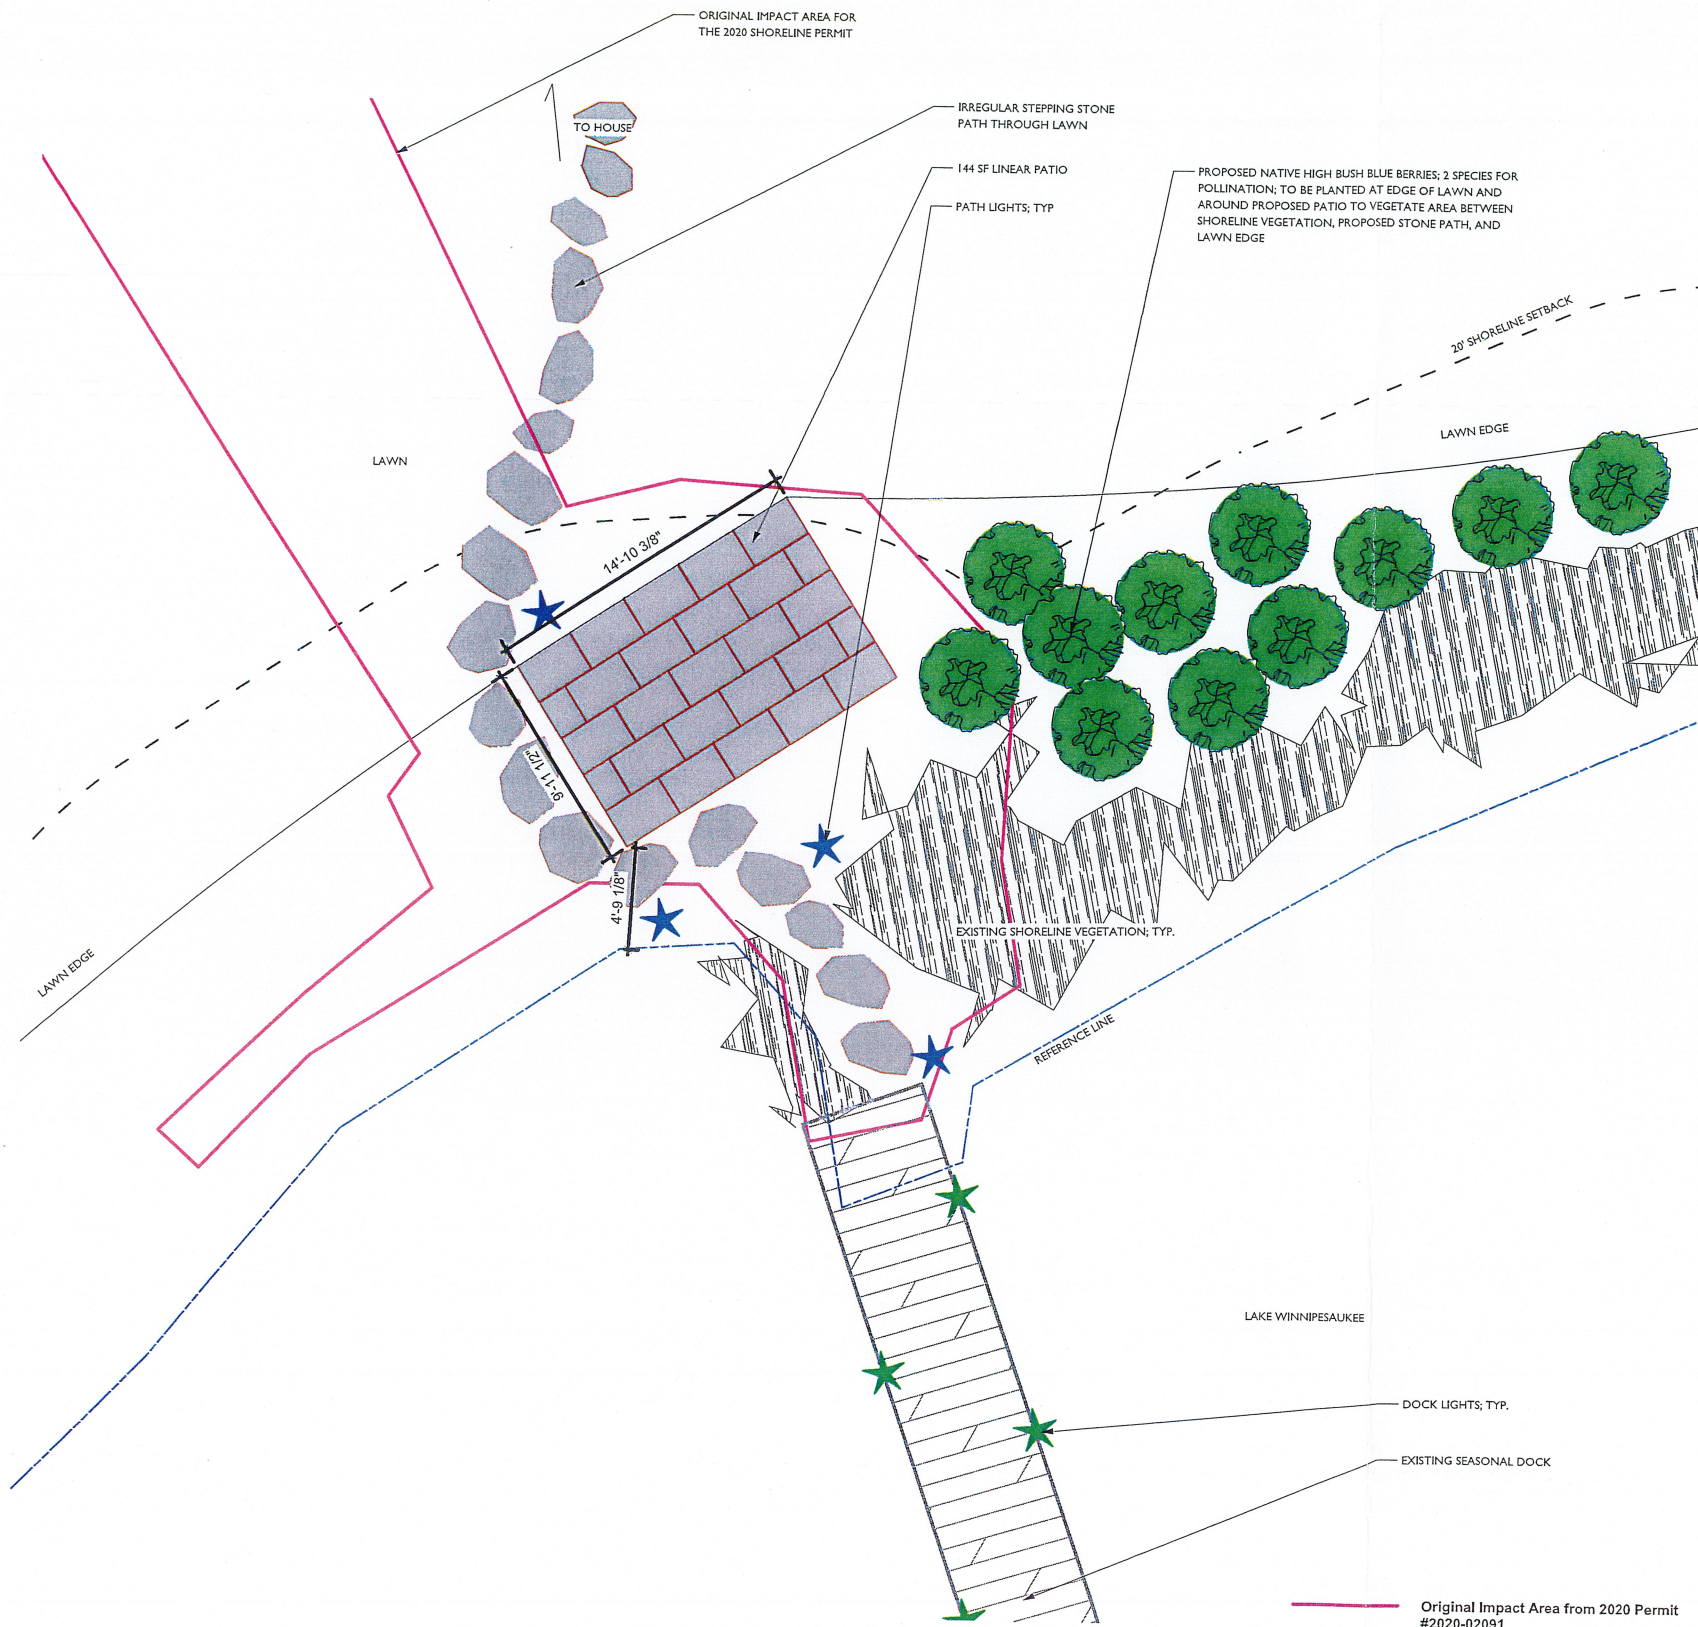 ORIGINAL IMPACT AREA FOR
THE 2020 SHORELINE PERMIT
TO HOUSE
IRREGULAR STEPPING STONE
PATH THROUGH LAWN
144 SF LINEAR PATIO
PATH LIGHTS; TYP
PROPOSED NATIVE HIGH BUSH BLUE BERRIES; 2 SPECIES FOR
POLLINATION; TO BE PLANTED AT EDGE OF LAWN AND
AROUND PROPOSED PATIO TO VEGETATE AREA BETWEEN
SHORELINE VEGETATION, PROPOSED STONE PATH, AND
LAWN EDGE
20' SHORELINE SETBACK
LAWN EDGE
LAWN
14'-10 3/8"
9'-11 1/2"
4'-9 1/8"
EXISTING SHORELINE VEGETATION; TYP.
LAWN EDGE
REFERENCE LINE
LAKE WINNIPESAUKEE
DOCK LIGHTS; TYP.
EXISTING SEASONAL DOCK
Original Impact Area from 2020 Permit
#2020-02091